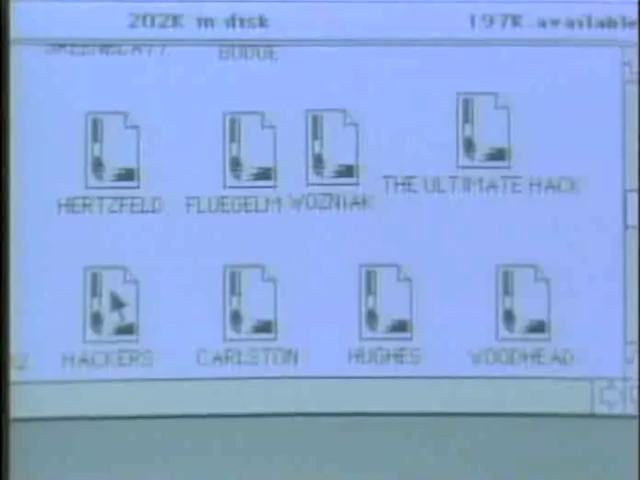 202K in disk 197K available
HERTZFELD FLUEGELM WOZNIAK THE ULTIMATE HACK
HACKERS CARLSTON HUGHES WOODHEAD